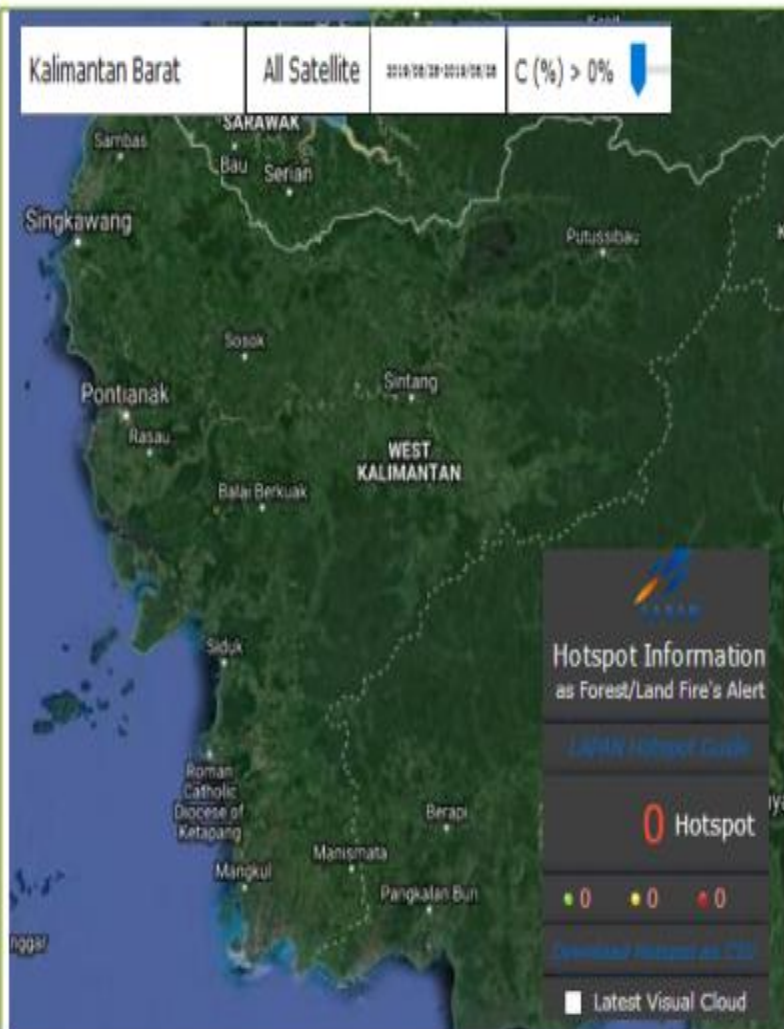 Kalimantan Barat
All Satellite
C (%) > 0%
SARAWAK
Sambas
Bau
Serian
Singkawang
Putussibau
Sosok
Sintang
Pontianak
Rasau
WEST
KALIMANTAN
Balai Berkuak
Siduk
Hotspot Information
as Forest/Land Fire's Alert
LAPAN Hotspot Guide
Roman
Catholic
Diocese of
Ketapang
Berapi
0 Hotspot
Manismata
Mangkul
Pangkalan Bun
0 0 0
nggar
Download Hotspot as CSV
Latest Visual Cloud